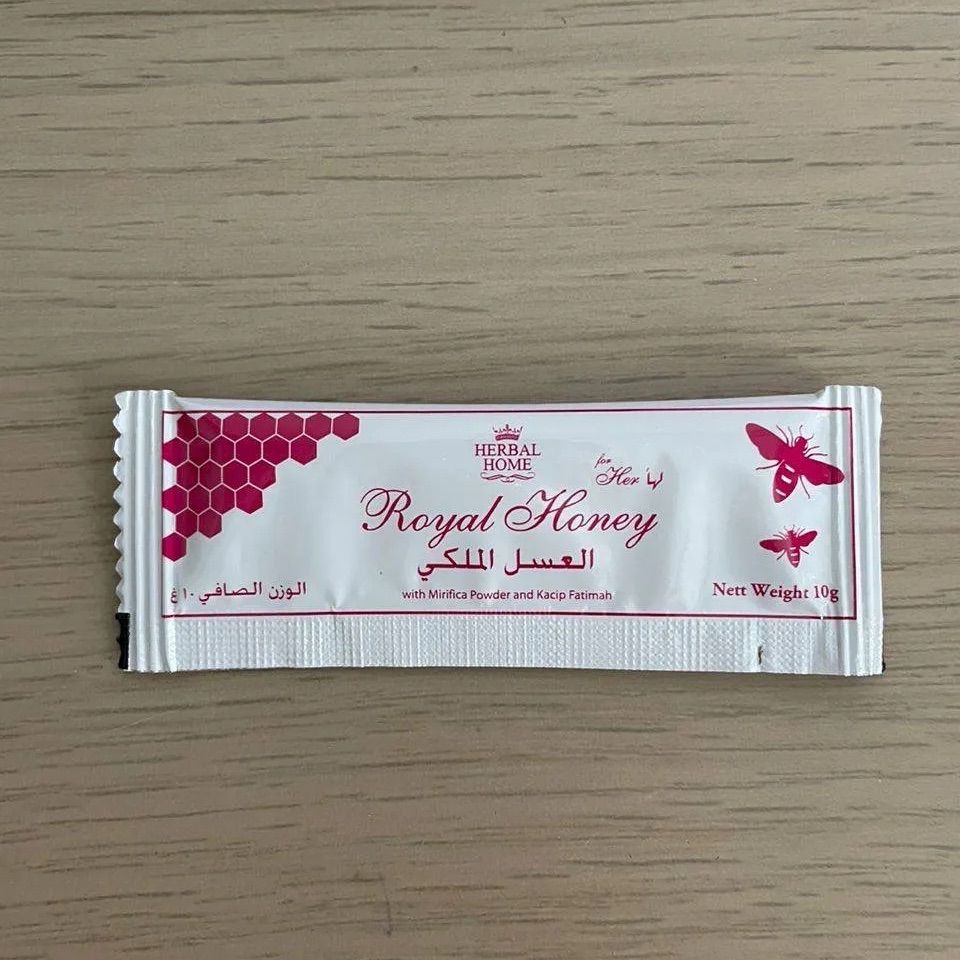 HERBAL
HOME
for
Her لها
Royal Honey
العسل الملكي
with Mirifica Powder and Kacip Fatimah
الوزن الصافي ١٠ غ
Nett Weight 10g